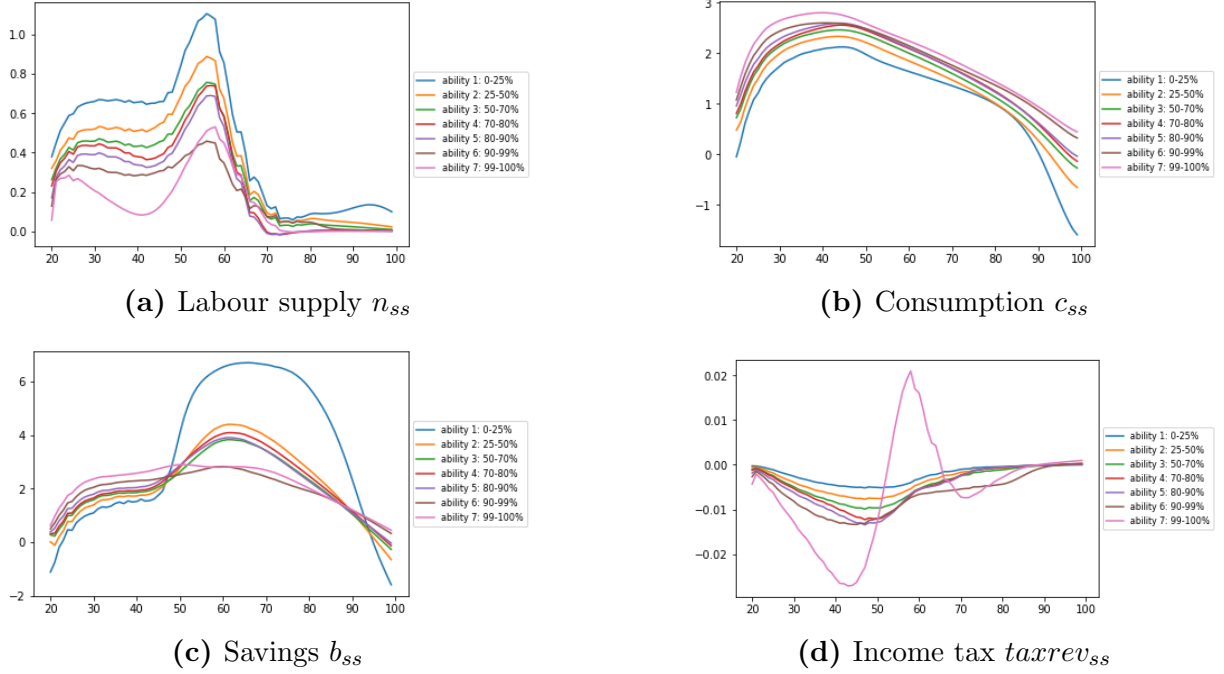 1.0
0.8
0.6
0.4
0.2
0.0
20 30 40 50 60 70 80 90 100
ability 1: 0-25%
ability 2: 25-50%
ability 3: 50-70%
ability 4: 70-80%
ability 5: 80-90%
ability 6: 90-99%
ability 7: 99-100%
(a) Labour supply nss
3
2
1
0
−1
20 30 40 50 60 70 80 90 100
ability 1: 0-25%
ability 2: 25-50%
ability 3: 50-70%
ability 4: 70-80%
ability 5: 80-90%
ability 6: 90-99%
ability 7: 99-100%
(b) Consumption css
6
4
2
0
−2
20 30 40 50 60 70 80 90 100
ability 1: 0-25%
ability 2: 25-50%
ability 3: 50-70%
ability 4: 70-80%
ability 5: 80-90%
ability 6: 90-99%
ability 7: 99-100%
(c) Savings bss
0.02
0.01
0.00
−0.01
−0.02
20 30 40 50 60 70 80 90 100
ability 1: 0-25%
ability 2: 25-50%
ability 3: 50-70%
ability 4: 70-80%
ability 5: 80-90%
ability 6: 90-99%
ability 7: 99-100%
(d) Income tax taxrevss